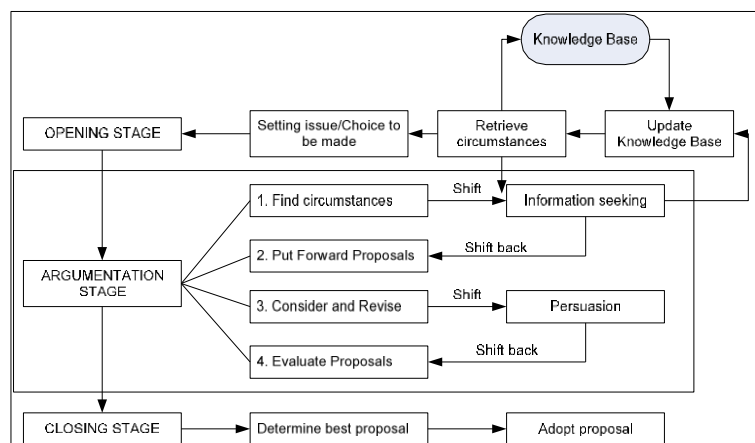 Knowledge Base
OPENING STAGE
Setting issue/Choice to
be made
Retrieve
circumstances
Update
Knowledge Base
1. Find circumstances
Shift
Information seeking
2. Put Forward Proposals
Shift back
ARGUMENTATION
STAGE
3. Consider and Revise
Shift
Persuasion
4. Evaluate Proposals
Shift back
CLOSING STAGE
Determine best proposal
Adopt proposal